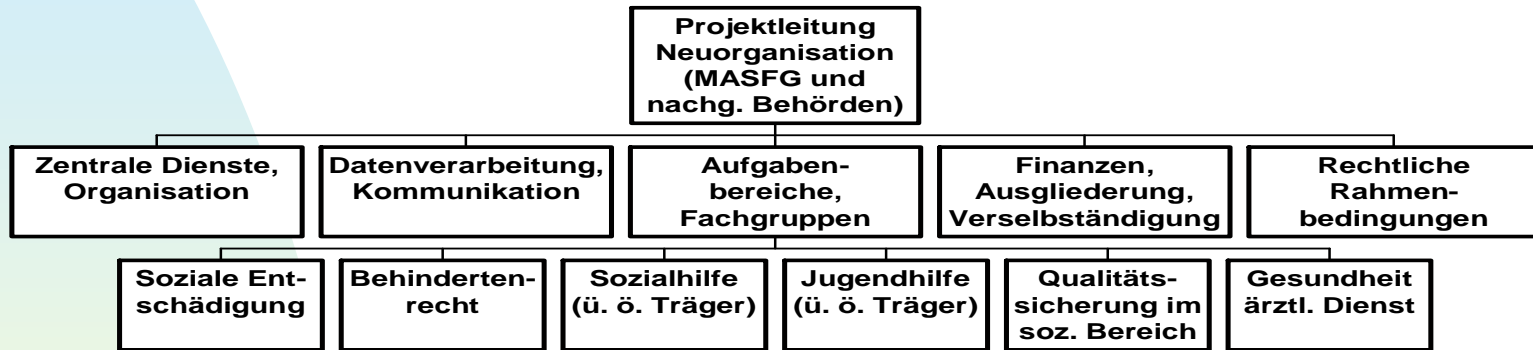 Projektleitung
Neuorganisation
(MASFG und
nachg. Behörden)
Zentrale Dienste,
Organisation
Datenverarbeitung,
Kommunikation
Aufgaben-
bereiche,
Fachgruppen
Finanzen,
Ausgliederung,
Verselbständigung
Rechtliche
Rahmen-
bedingungen
Soziale Ent-
schädigung
Behinderten-
recht
Sozialhilfe
(ü. ö. Träger)
Jugendhilfe
(ü. ö. Träger)
Qualitäts-
sicherung im
soz. Bereich
Gesundheit
ärztl. Dienst